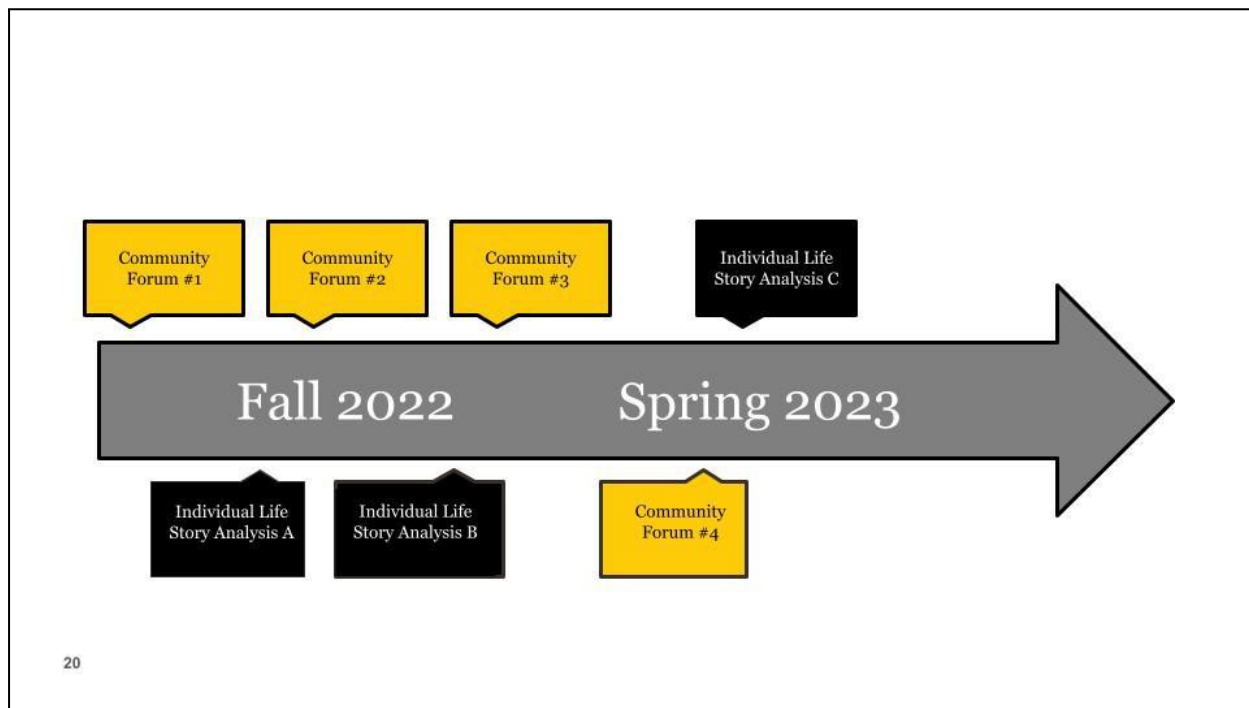 Community
Forum #1
Community
Forum #2
Community
Forum #3
Individual Life
Story Analysis C
Fall 2022
Spring 2023
Individual Life
Story Analysis A
Individual Life
Story Analysis B
Community
Forum #4
20